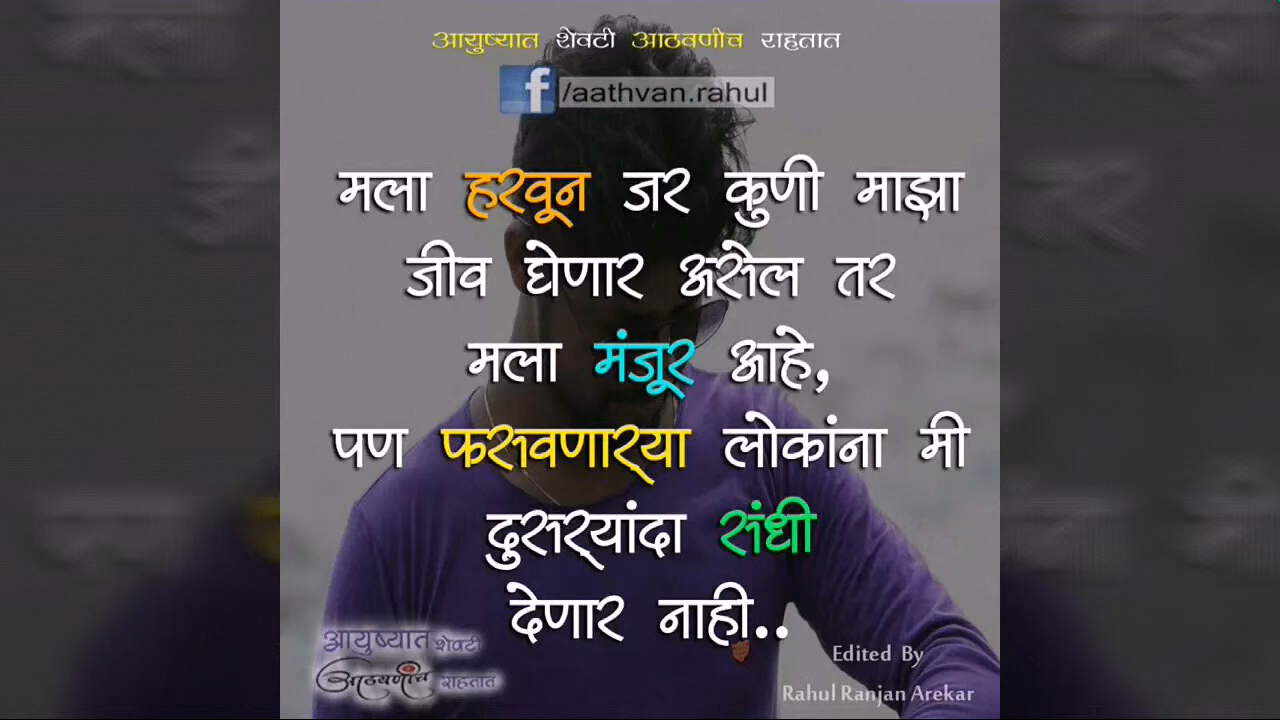 आयुष्यात शेवटी आठवणीच राहतात
f /aathvan.rahul
मला हरवून जर कुणी माझा
जीव घेणार असेल तर
मला मंजूर आहे,
पण फसवणाऱ्या लोकांना मी
दुसऱ्यांदा संधी
देणार नाही..
आयुष्यात शेवटी
आठवणीच राहतात
Edited By
Rahul Ranjan Arekar